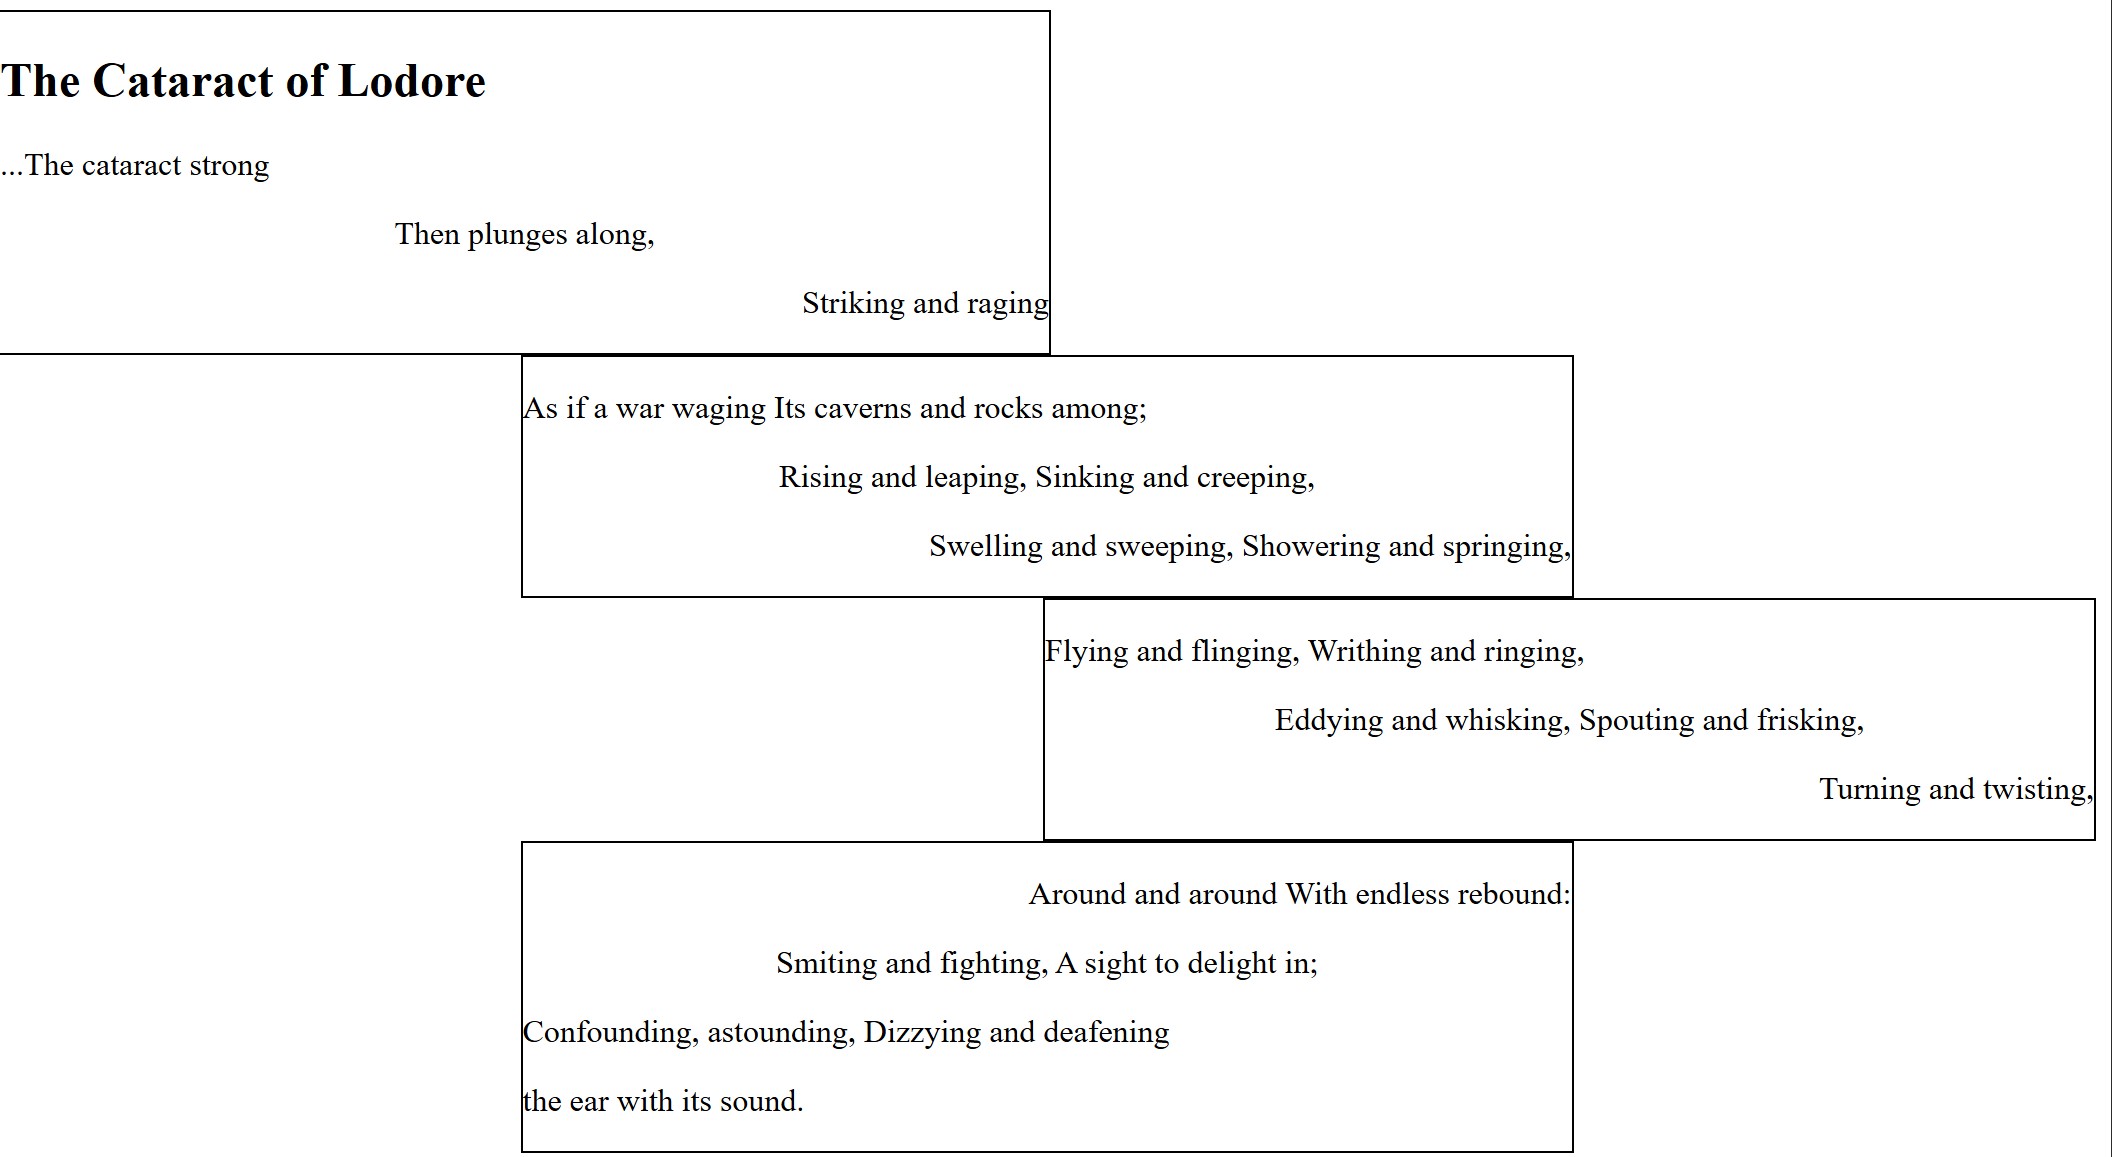 The Cataract of Lodore
...The cataract strong
Then plunges along,
Striking and raging
As if a war waging Its caverns and rocks among;
Rising and leaping, Sinking and creeping,
Swelling and sweeping, Showering and springing,
Flying and flinging, Writhing and ringing,
Eddying and whisking, Spouting and frisking,
Turning and twisting,
Around and around With endless rebound:
Smiting and fighting, A sight to delight in;
Confounding, astounding, Dizzying and deafening
the ear with its sound.